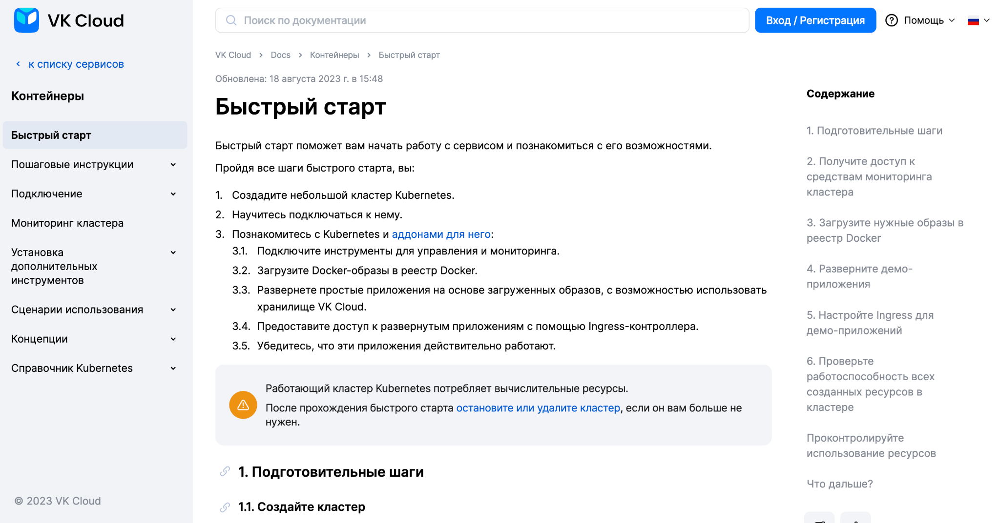 VK Cloud
Поиск по документации
Вход / Регистрация
Помощь
к списку сервисов
Контейнеры
Быстрый старт
Пошаговые инструкции
Подключение
Мониторинг кластера
Установка
дополнительных
инструментов
Сценарии использования
Концепции
Справочник Kubernetes
© 2023 VK Cloud
VK Cloud > Docs > Контейнеры > Быстрый старт
Обновлена: 18 августа 2023 г. в 15:48
Быстрый старт
Быстрый старт поможет вам начать работу с сервисом и познакомиться с его возможностями.
Пройдя все шаги быстрого старта, вы:
1. Создадите небольшой кластер Kubernetes.
2. Научитесь подключаться к нему.
3. Познакомитесь с Kubernetes и аддонами для него:
3.1. Подключите инструменты для управления и мониторинга.
3.2. Загрузите Docker-образы в реестр Docker.
3.3. Развернете простые приложения на основе загруженных образов, с возможностью использовать
хранилище VK Cloud.
3.4. Предоставите доступ к развернутым приложениям с помощью Ingress-контроллера.
3.5. Убедитесь, что эти приложения действительно работают.
Работающий кластер Kubernetes потребляет вычислительные ресурсы.
После прохождения быстрого старта остановите или удалите кластер, если он вам больше не
нужен.
1. Подготовительные шаги
1.1. Создайте кластер
Содержание
1. Подготовительные шаги
2. Получите доступ к
средствам мониторинга
кластера
3. Загрузите нужные образы в
реестр Docker
4. Разверните демо-
приложения
5. Настройте Ingress для
демо-приложений
6. Проверьте
работоспособность всех
созданных ресурсов в
кластере
Проконтролируйте
использование ресурсов
Что дальше?